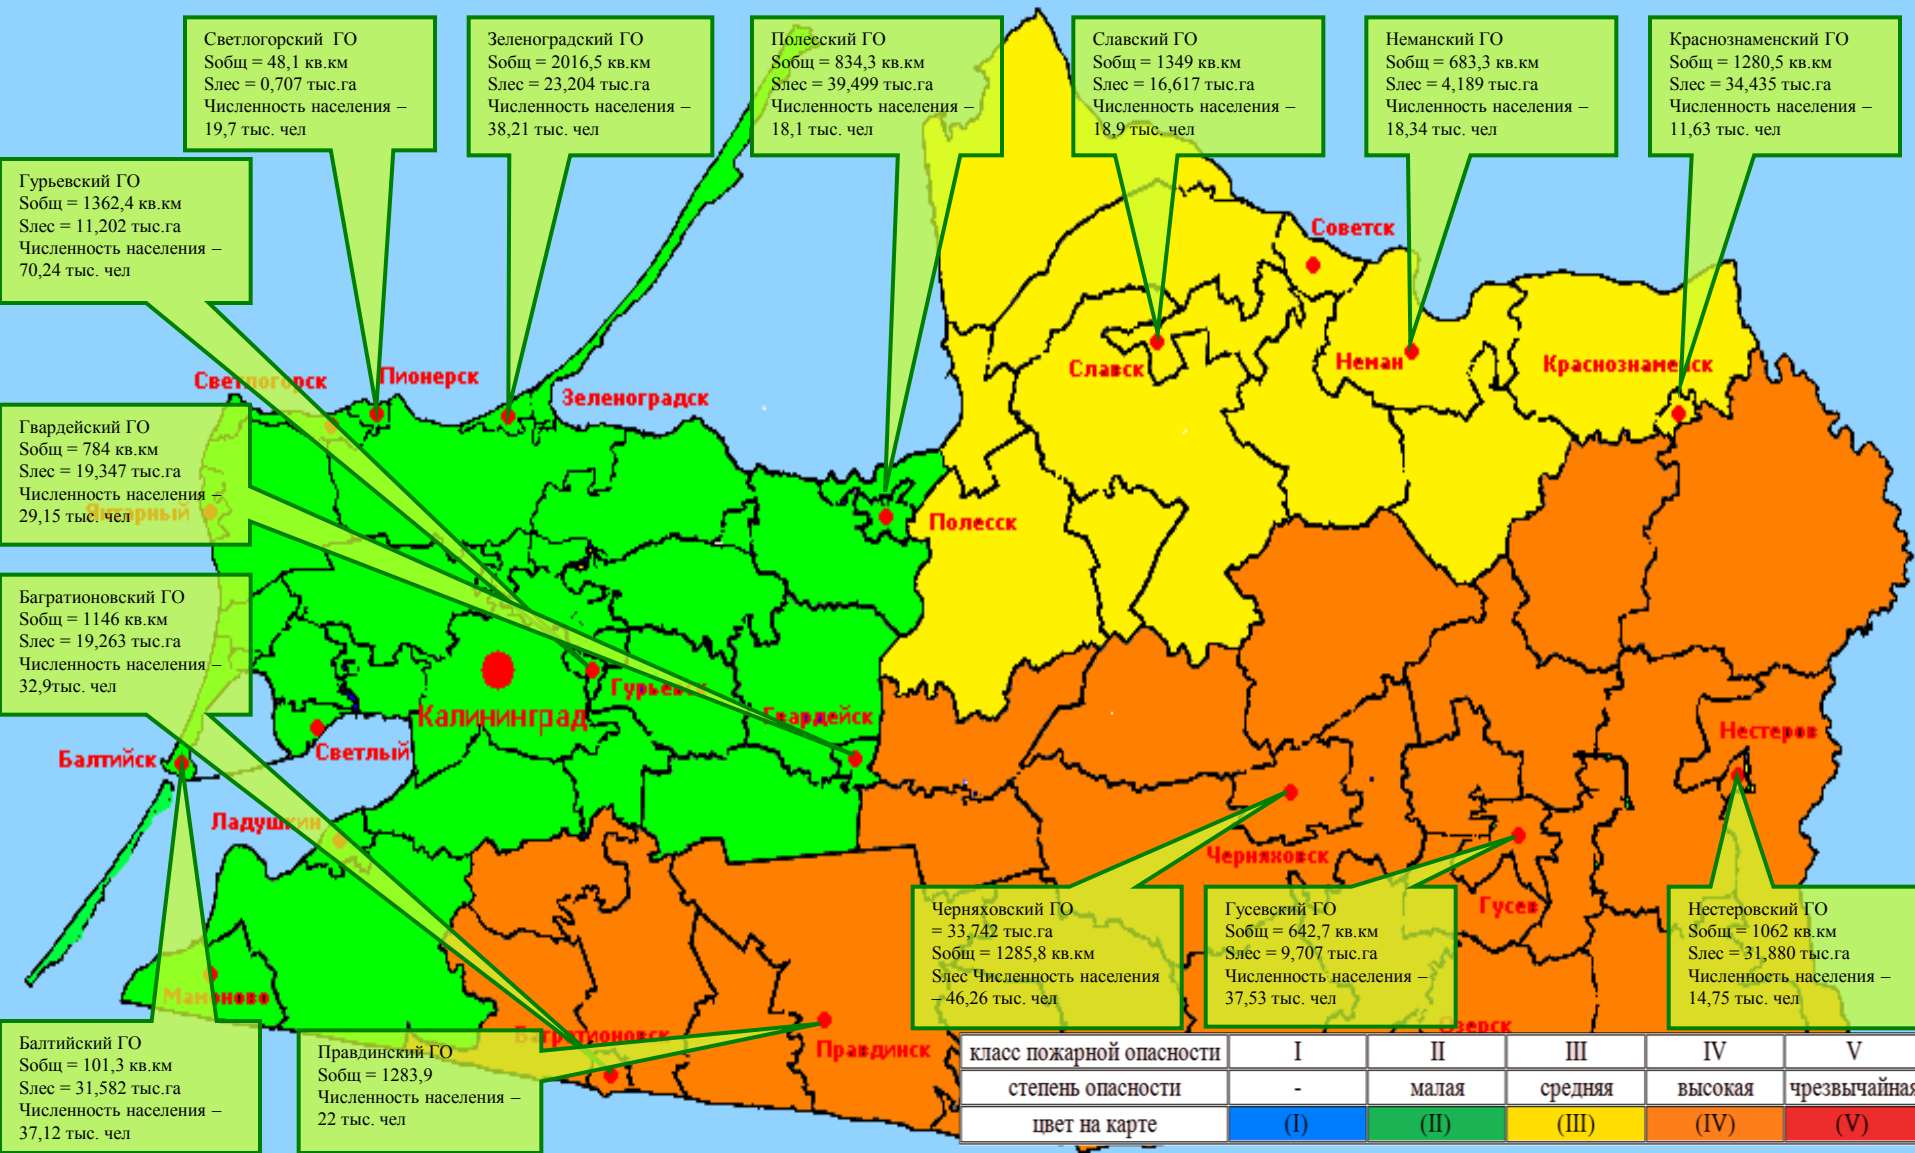 Светлогорский ГО
Sобщ = 48,1 кв.км
Sлес = 0,707 тыс.га
Численность населения –
19,7 тыс. чел
Зеленоградский ГО
Sобщ = 2016,5 кв.км
Sлес = 23,204 тыс.га
Численность населения –
38,21 тыс. чел
Полесский ГО
Sобщ = 834,3 кв.км
Sлес = 39,499 тыс.га
Численность населения –
18,1 тыс. чел
Славский ГО
Sобщ = 1349 кв.км
Sлес = 16,617 тыс.га
Численность населения –
18,9 тыс. чел
Неманский ГО
Sобщ = 683,3 кв.км
Sлес = 4,189 тыс.га
Численность населения –
18,34 тыс. чел
Краснознаменский ГО
Sобщ = 1280,5 кв.км
Sлес = 34,435 тыс.га
Численность населения –
11,63 тыс. чел
Гурьевский ГО
Sобщ = 1362,4 кв.км
Sлес = 11,202 тыс.га
Численность населения –
70,24 тыс. чел
Советск
Славск
Неман
Краснознаменск
Светлогорск
Пионерск
Зеленоградск
Гвардейский ГО
Sобщ = 784 кв.км
Sлес = 19,347 тыс.га
Численность населения –
29,15 тыс. чел
Янтарный
Полесск
Багратионовский ГО
Sобщ = 1146 кв.км
Sлес = 19,263 тыс.га
Численность населения –
32,9тыс. чел
Гурьевск
Калининград
Гвардейск
Нестеров
Балтийск
Светлый
Ладушкин
Черняховск
Гусев
Мамоново
Багратионовск
Правдинск
Озерск
Черняховский ГО
= 33,742 тыс.га
Sобщ = 1285,8 кв.км
Sлес Численность населения
– 46,26 тыс. чел
Гусевский ГО
Sобщ = 642,7 кв.км
Sлес = 9,707 тыс.га
Численность населения –
37,53 тыс. чел
Нестеровский ГО
Sобщ = 1062 кв.км
Sлес = 31,880 тыс.га
Численность населения –
14,75 тыс. чел
Балтийский ГО
Sобщ = 101,3 кв.км
Sлес = 31,582 тыс.га
Численность населения –
37,12 тыс. чел
Правдинский ГО
Sобщ = 1283,9
Численность населения –
22 тыс. чел
класс пожарной опасности I II III IV V
степень опасности - малая средняя высокая чрезвычайная
цвет на карте (I) (II) (III) (IV) (V)